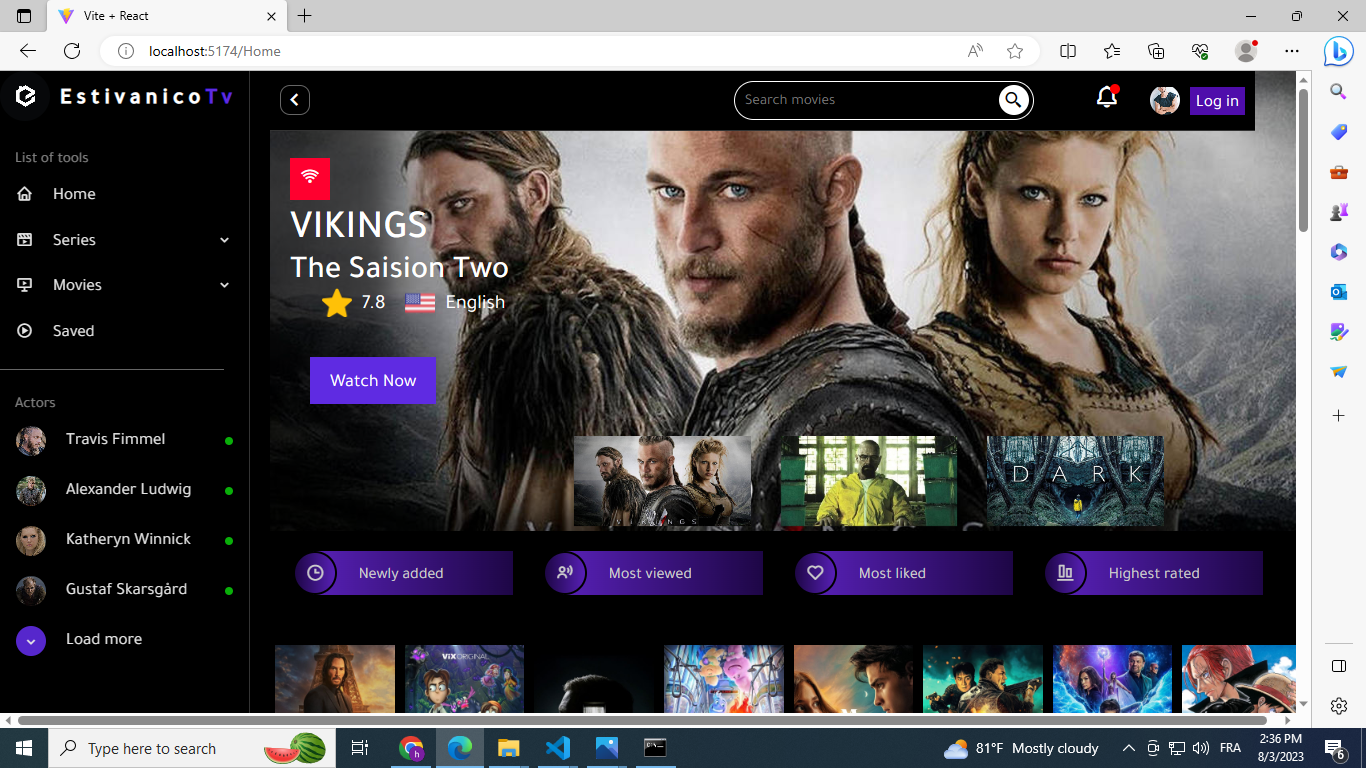 Vite + React
localhost:5174/Home
EstivanicoTv
Search movies
Log in
List of tools
Home
Series
Movies
Saved
VIKINGS
The Saision Two
7.8 English
Watch Now
Actors
Travis Fimmel
Alexander Ludwig
Katheryn Winnick
Gustaf Skarsgård
Load more
VIKINGS
DARK
Newly added
Most viewed
Most liked
Highest rated
ViX ORIGINAL
Type here to search
81°F Mostly cloudy
FRA
2:36 PM
8/3/2023
6